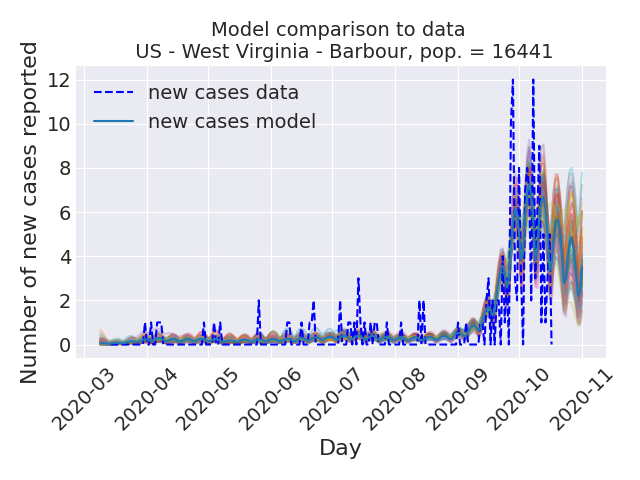 Model comparison to data
US - West Virginia - Barbour, pop. = 16441
Number of new cases reported
12
10
8
6
4
2
0
new cases data
new cases model
2020-03
2020-04
2020-05
2020-06
2020-07
2020-08
2020-09
2020-10
2020-11
Day